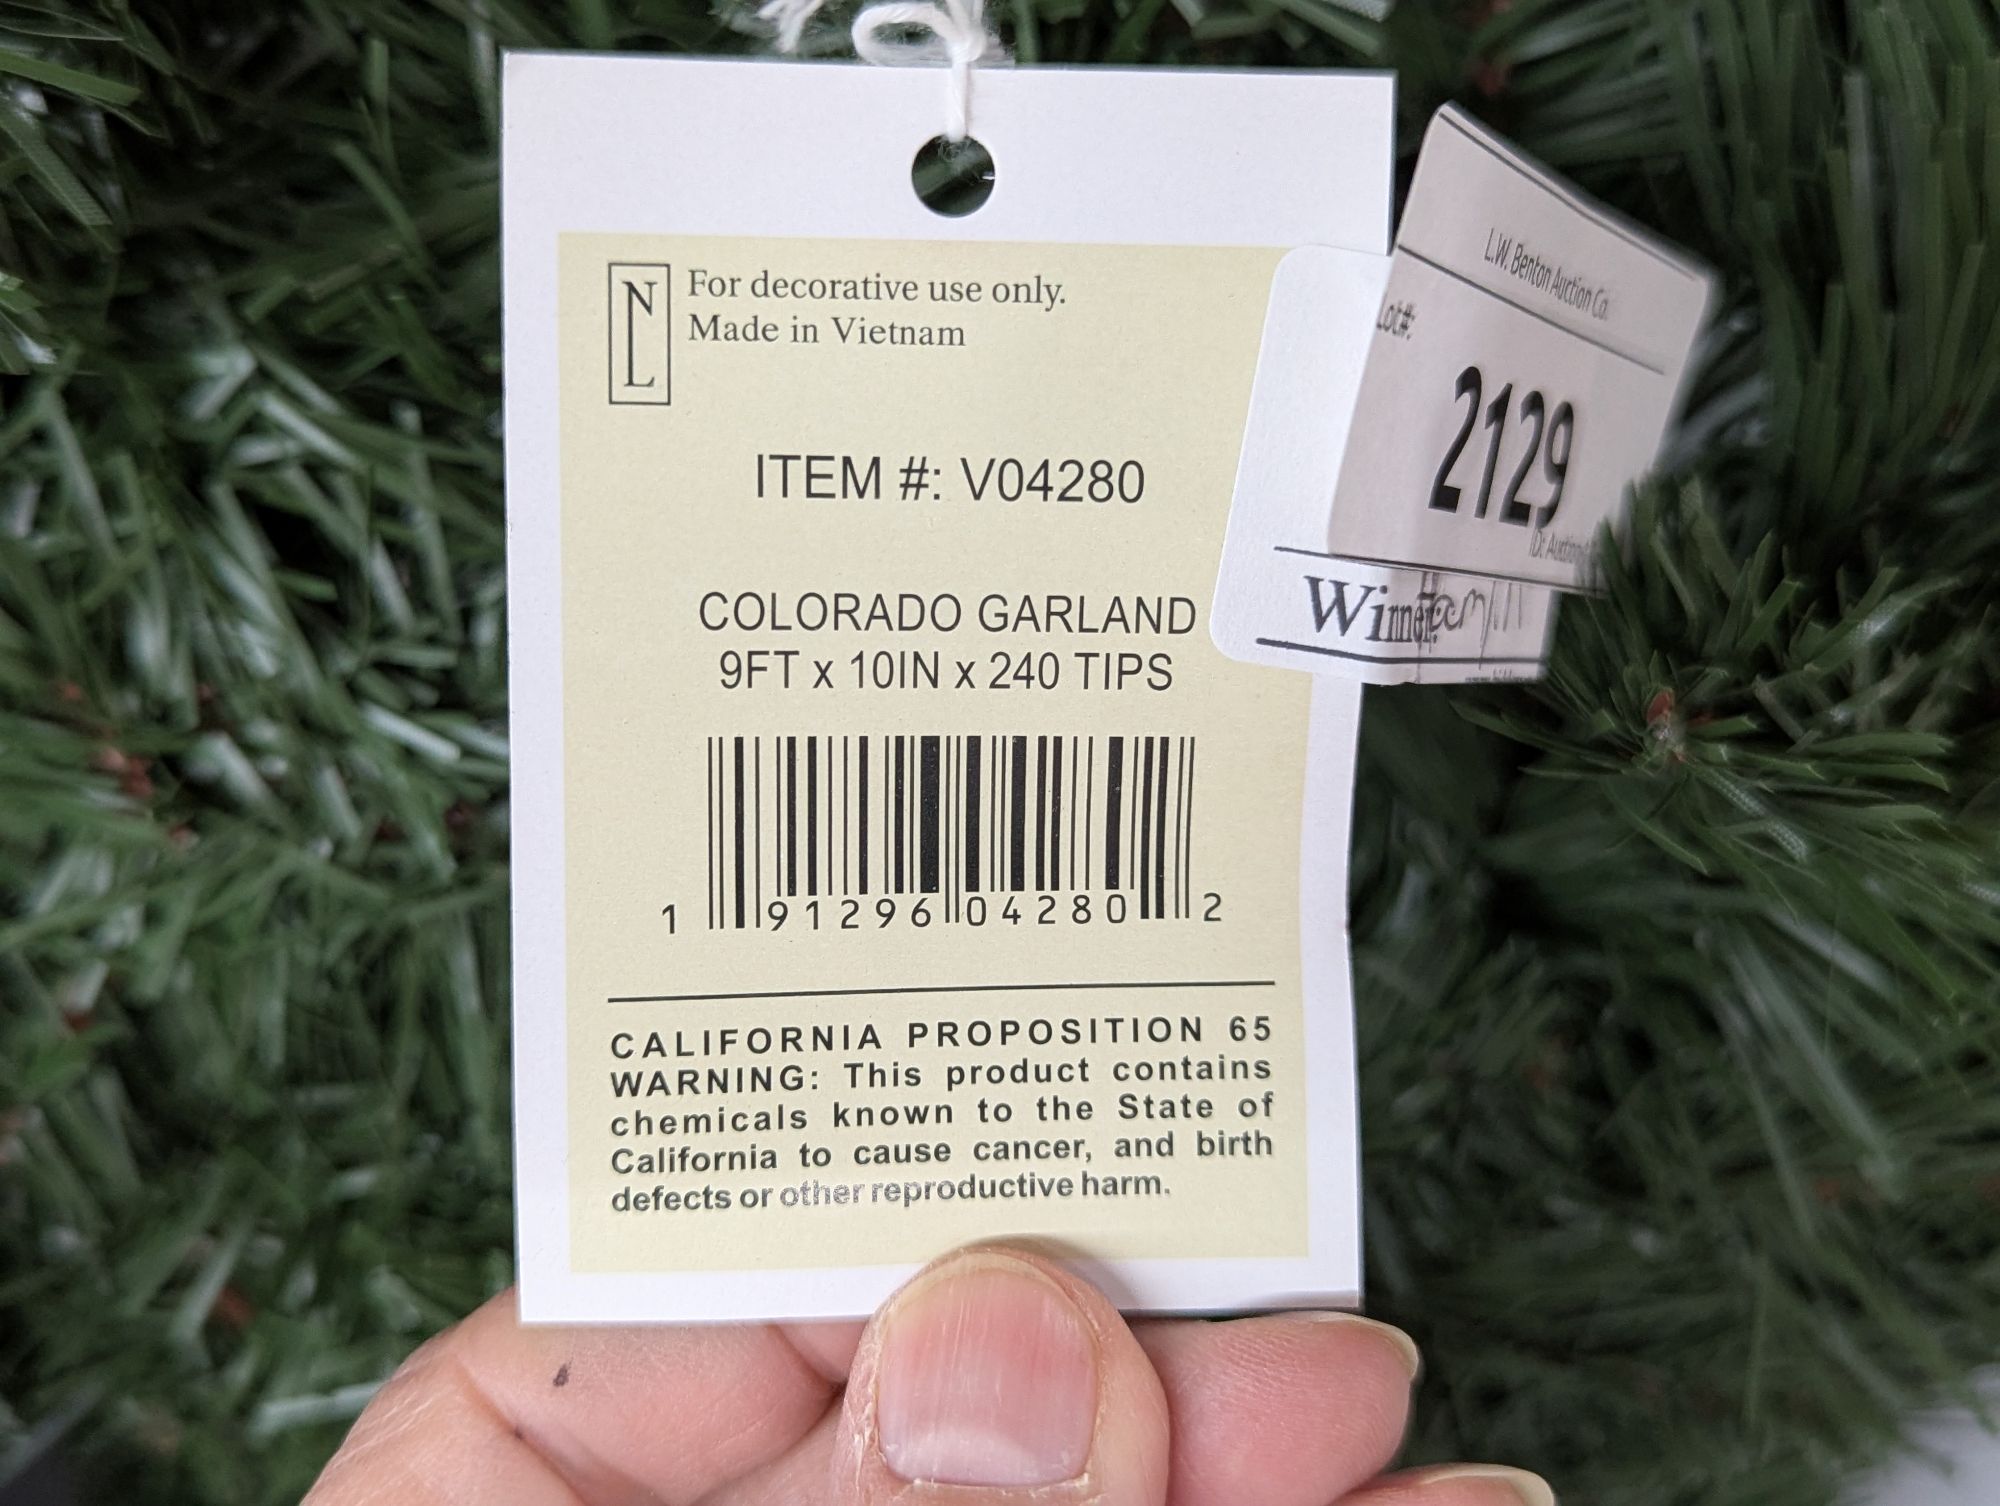 NL
For decorative use only.
Made in Vietnam
ITEM #: V04280
COLORADO GARLAND
9FT x 10IN x 240 TIPS
1 91296 04280 2
CALIFORNIA PROPOSITION 65
WARNING: This product contains
chemicals known to the State of
California to cause cancer, and birth
defects or other reproductive harm.
L.W. Benton Auction Co.
Lot#:
2129
ID:
Winner: